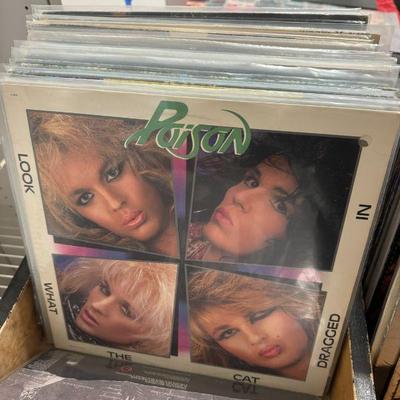 Poison
LOOK
WHAT
THE
CAT
DRAGGED
IN